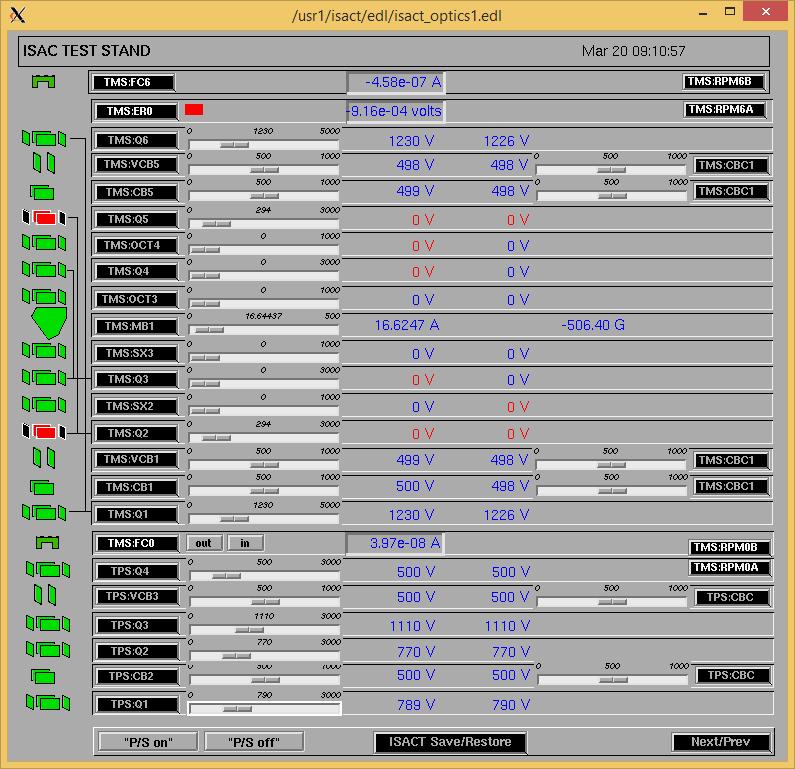 /usr1/isact/edl/isact_optics1.edl
ISAC TEST STAND Mar 20 09:10:57
TMS:FC6 -4.58e-07 A TMS:RPM6B
TMS:ER0 -9.16e-04 volts TMS:RPM6A
0 1230 5000
TMS:Q6 1230 V 1226 V
0 500 1000 0 500 1000
TMS:VCB5 498 V 498 V TMS:CBC1
0 500 1000 0 500 1000
TMS:CB5 499 V 498 V TMS:CBC1
0 294 3000
TMS:Q5 0 V 0 V
0 0 1000
TMS:OCT4 0 V 0 V
0 0 3000
TMS:Q4 0 V 0 V
0 0 1000
TMS:OCT3 0 V 0 V
0 16.64437 500
TMS:MB1 16.6247 A -506.40 G
0 0 1000
TMS:SX3 0 V 0 V
0 0 3000
TMS:Q3 0 V 0 V
0 0 1000
TMS:SX2 0 V 0 V
0 294 3000
TMS:Q2 0 V 0 V
0 500 1000 0 500 1000
TMS:VCB1 499 V 498 V TMS:CBC1
0 500 1000 0 500 1000
TMS:CB1 500 V 498 V TMS:CBC1
0 1230 5000
TMS:Q1 1230 V 1226 V
TMS:FC0 out in 3.97e-08 A TMS:RPM0B
0 500 3000
TPS:Q4 500 V 500 V TMS:RPM0A
0 500 1000 0 500 1000
TPS:VCB3 500 V 500 V TPS:CBC
0 1110 3000
TPS:Q3 1110 V 1110 V
0 770 3000
TPS:Q2 770 V 770 V
0 500 1000 0 500 1000
TPS:CB2 500 V 500 V TPS:CBC
0 790 3000
TPS:Q1 789 V 790 V
"P/S on" "P/S off" ISACT Save/Restore Next/Prev